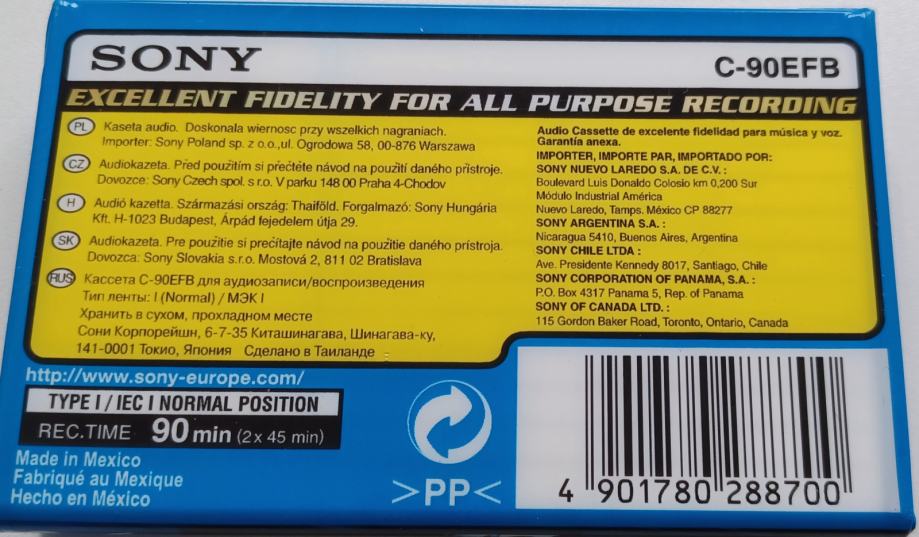 SONY
C-90EFB
EXCELLENT FIDELITY FOR ALL PURPOSE RECORDING
PL Kaseta audio. Doskonala wiernosc przy wszelkich nagraniach.
Importer: Sony Poland sp. z o.o.,ul. Ogrodowa 58, 00-876 Warszawa
CZ Audiokazeta. Před použitím si přečtěte návod na použití daného přístroje.
Dovozce: Sony Czech spol. s r.o. V parku 148 00 Praha 4-Chodov
H Audió kazetta. Származási ország: Thaiföld. Forgalmazó: Sony Hungária
Kft. H-1023 Budapest, Árpád fejedelem útja 29.
SK Audiokazeta. Pre použitie si prečítajte návod na použitie daného prístroja.
Dovozca: Sony Slovakia s.r.o. Mostová 2, 811 02 Bratislava
RUS Кассета C-90EFB для аудиозаписи/воспроизведения
Тип ленты: I (Normal) / МЭК I
Хранить в сухом, прохладном месте
Сони Корпорейшн, 6-7-35 Киташинагава, Шинагава-ку,
141-0001 Токио, Япония Сделано в Таиланде
Audio Cassette de excelente fidelidad para música y voz.
Garantía anexa.
IMPORTER, IMPORTE PAR, IMPORTADO POR:
SONY NUEVO LAREDO S.A. DE C.V. :
Boulevard Luis Donaldo Colosio km 0,200 Sur
Módulo Industrial América
Nuevo Laredo, Tamps. México CP 88277
SONY ARGENTINA S.A. :
Nicaragua 5410, Buenos Aires, Argentina
SONY CHILE LTDA :
Ave. Presidente Kennedy 8017, Santiago, Chile
SONY CORPORATION OF PANAMA, S.A. :
P.O. Box 4317 Panama 5, Rep. of Panama
SONY OF CANADA LTD. :
115 Gordon Baker Road, Toronto, Ontario, Canada
http://www.sony-europe.com/
TYPE I / IEC I NORMAL POSITION
REC.TIME 90 min (2 x 45 min)
Made in Mexico
Fabriqué au Mexique
Hecho en México
>PP<
4 901780 288700